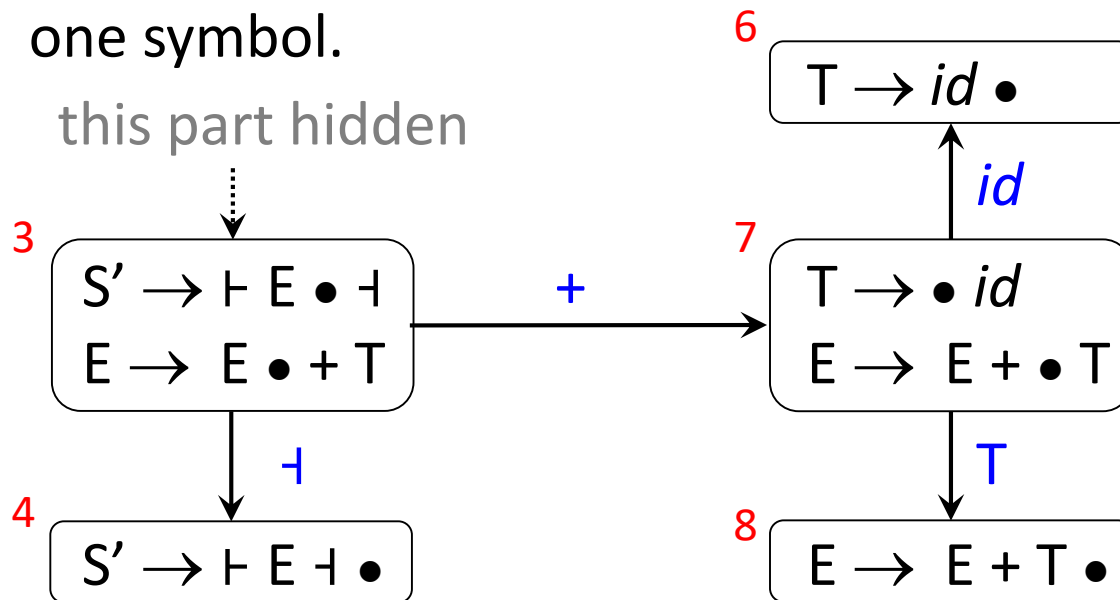 one symbol.
this part hidden
3
S’ → ⊢ E • ⊣
E → E • + T
+
⊣
4
S’ → ⊢ E ⊣ •
6
T → id •
id
7
T → • id
E → E + • T
T
8
E → E + T •